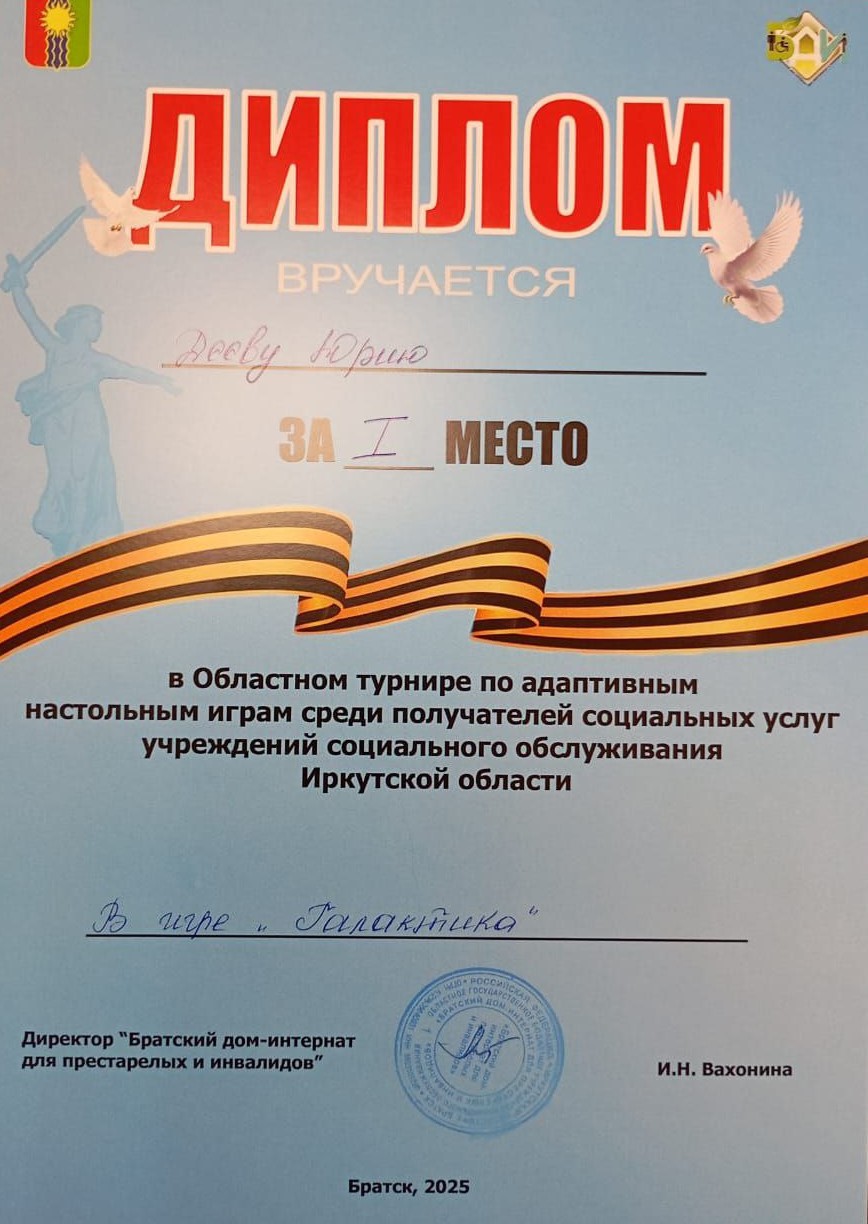 БДИ
ДИПЛОМ
ВРУЧАЕТСЯ
Юрию
ЗА I МЕСТО
в Областном турнире по адаптивным
настольным играм среди получателей социальных услуг
учреждений социального обслуживания
Иркутской области
В игре „ Галактика“
Директор “Братский дом-интернат
для престарелых и инвалидов”
И.Н. Вахонина
Братск, 2025